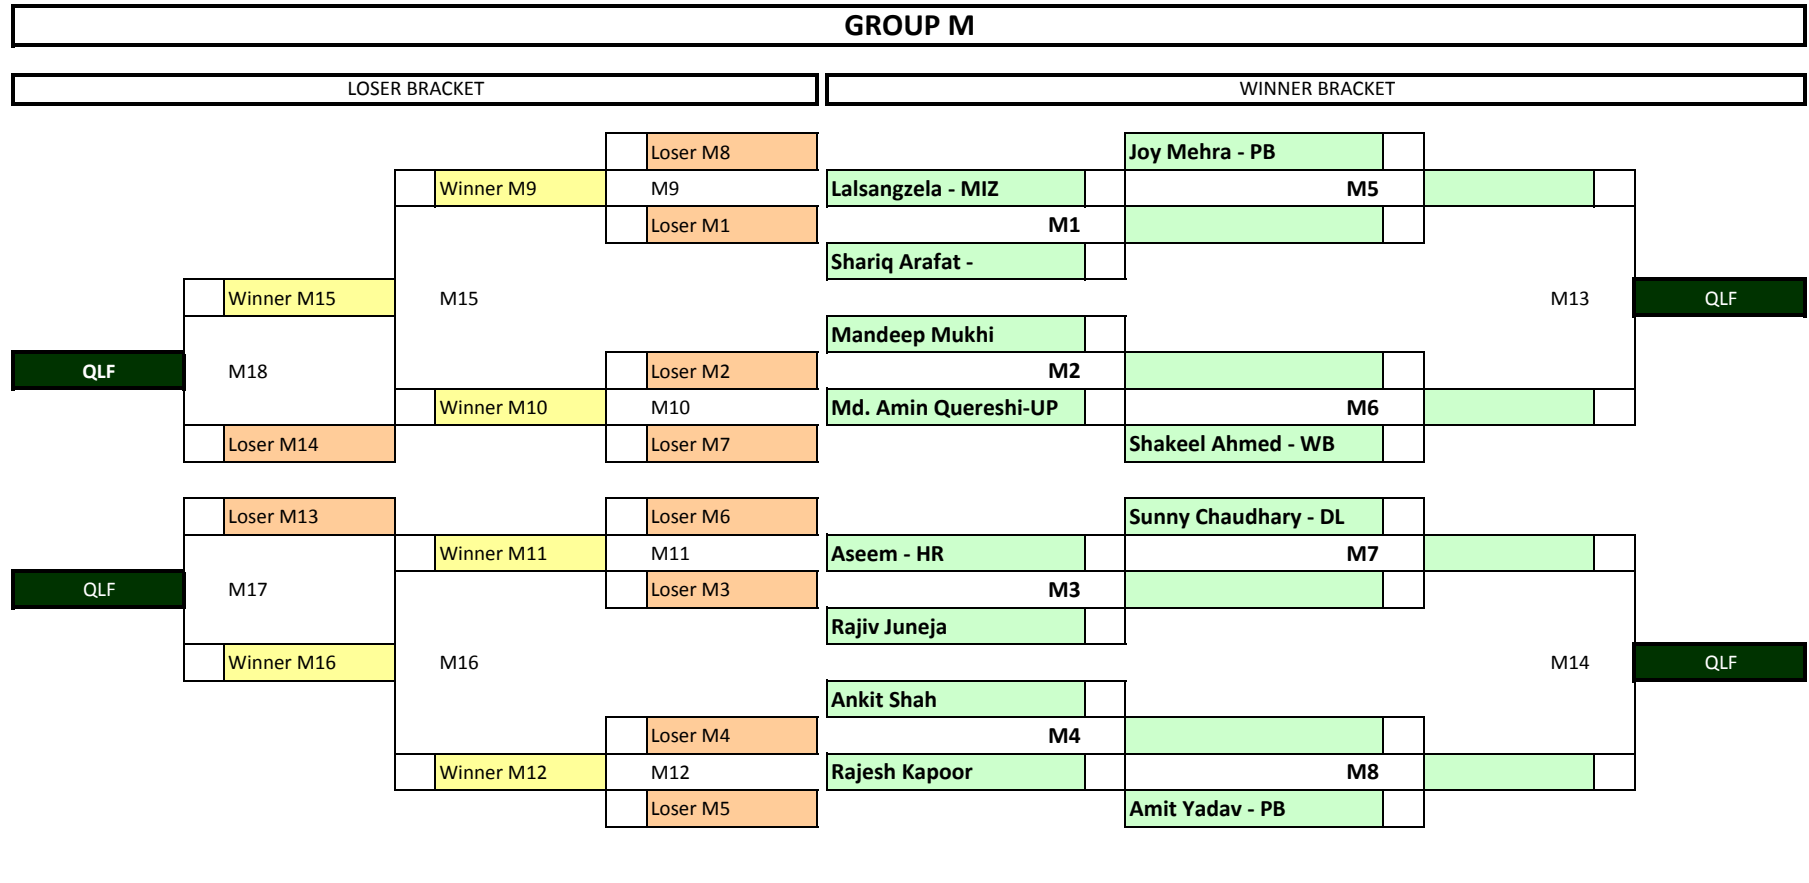 GROUP M
LOSER BRACKET WINNER BRACKET
Loser M8 Joy Mehra - PB
Winner M9 M9 Lalsangzela - MIZ M5
Loser M1 M1
Shariq Arafat -
Winner M15 M15 M13 QLF
Mandeep Mukhi
QLF M18 Loser M2 M2
Winner M10 M10 Md. Amin Quereshi-UP M6
Loser M14 Loser M7 Shakeel Ahmed - WB
Loser M13 Loser M6 Sunny Chaudhary - DL
Winner M11 M11 Aseem - HR M7
QLF M17 Loser M3 M3
Rajiv Juneja
Winner M16 M16 M14 QLF
Ankit Shah
Loser M4 M4
Winner M12 M12 Rajesh Kapoor M8
Loser M5 Amit Yadav - PB